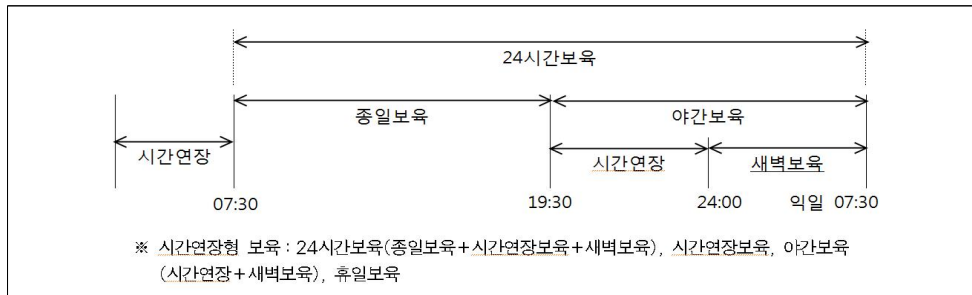 24시간보육
종일보육 야간보육
시간연장 시간연장 새벽보육
07:30 19:30 24:00 익일 07:30
※ 시간연장형 보육 : 24시간보육(종일보육+시간연장보육+새벽보육), 시간연장보육, 야간보육
(시간연장+새벽보육), 휴일보육